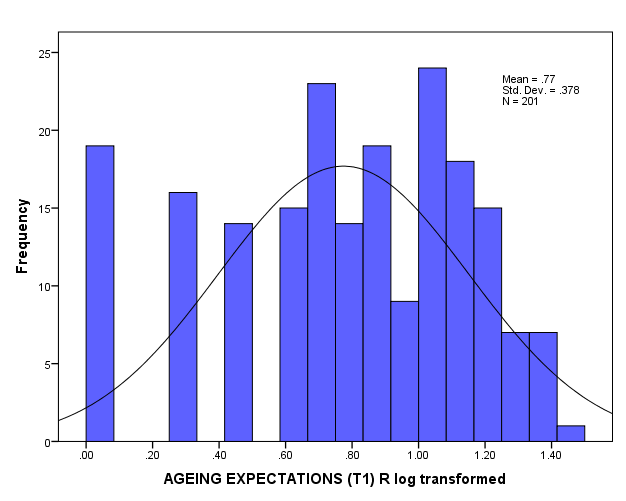 Mean = .77
Std. Dev. = .378
N = 201
25
20
15
10
5
0
Frequency
.00 .20 .40 .60 .80 1.00 1.20 1.40
AGEING EXPECTATIONS (T1) R log transformed